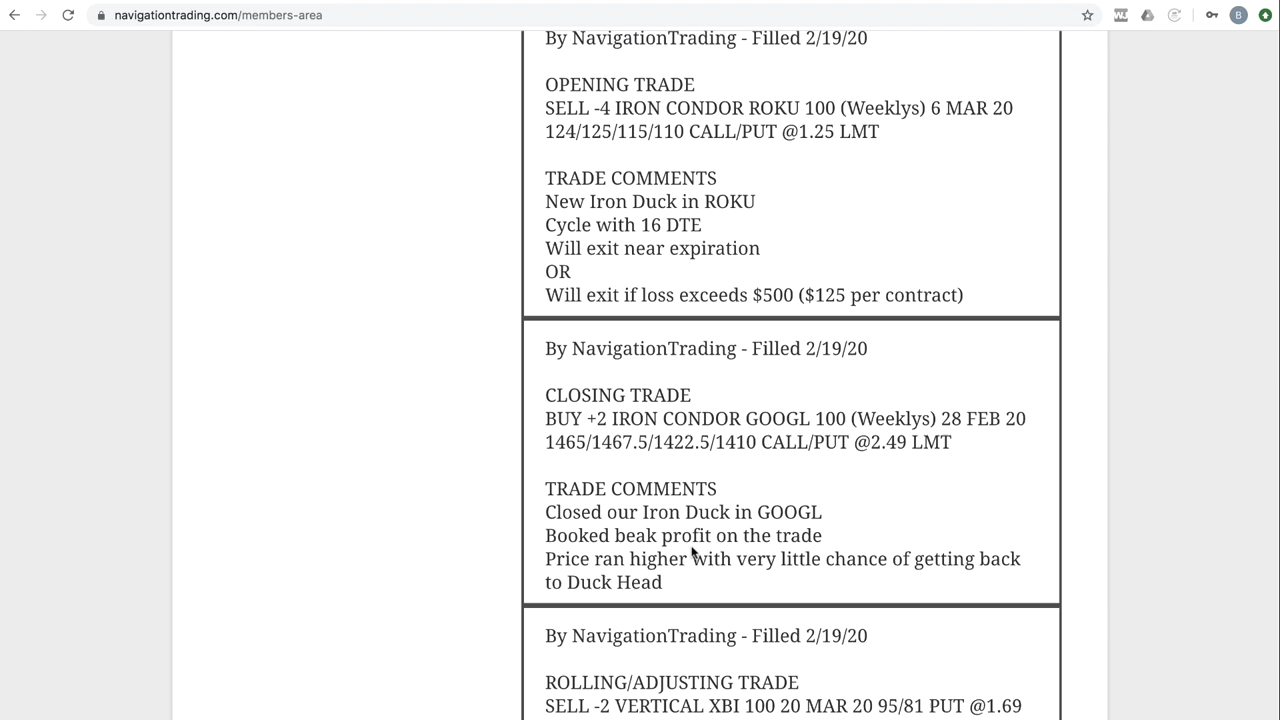 navigationtrading.com/members-area
B
By NavigationTrading - Filled 2/19/20
OPENING TRADE
SELL -4 IRON CONDOR ROKU 100 (Weeklys) 6 MAR 20
124/125/115/110 CALL/PUT @1.25 LMT
TRADE COMMENTS
New Iron Duck in ROKU
Cycle with 16 DTE
Will exit near expiration
OR
Will exit if loss exceeds $500 ($125 per contract)
By NavigationTrading - Filled 2/19/20
CLOSING TRADE
BUY +2 IRON CONDOR GOOGL 100 (Weeklys) 28 FEB 20
1465/1467.5/1422.5/1410 CALL/PUT @2.49 LMT
TRADE COMMENTS
Closed our Iron Duck in GOOGL
Booked beak profit on the trade
Price ran higher with very little chance of getting back
to Duck Head
By NavigationTrading - Filled 2/19/20
ROLLING/ADJUSTING TRADE
SELL -2 VERTICAL XBI 100 20 MAR 20 95/81 PUT @1.69